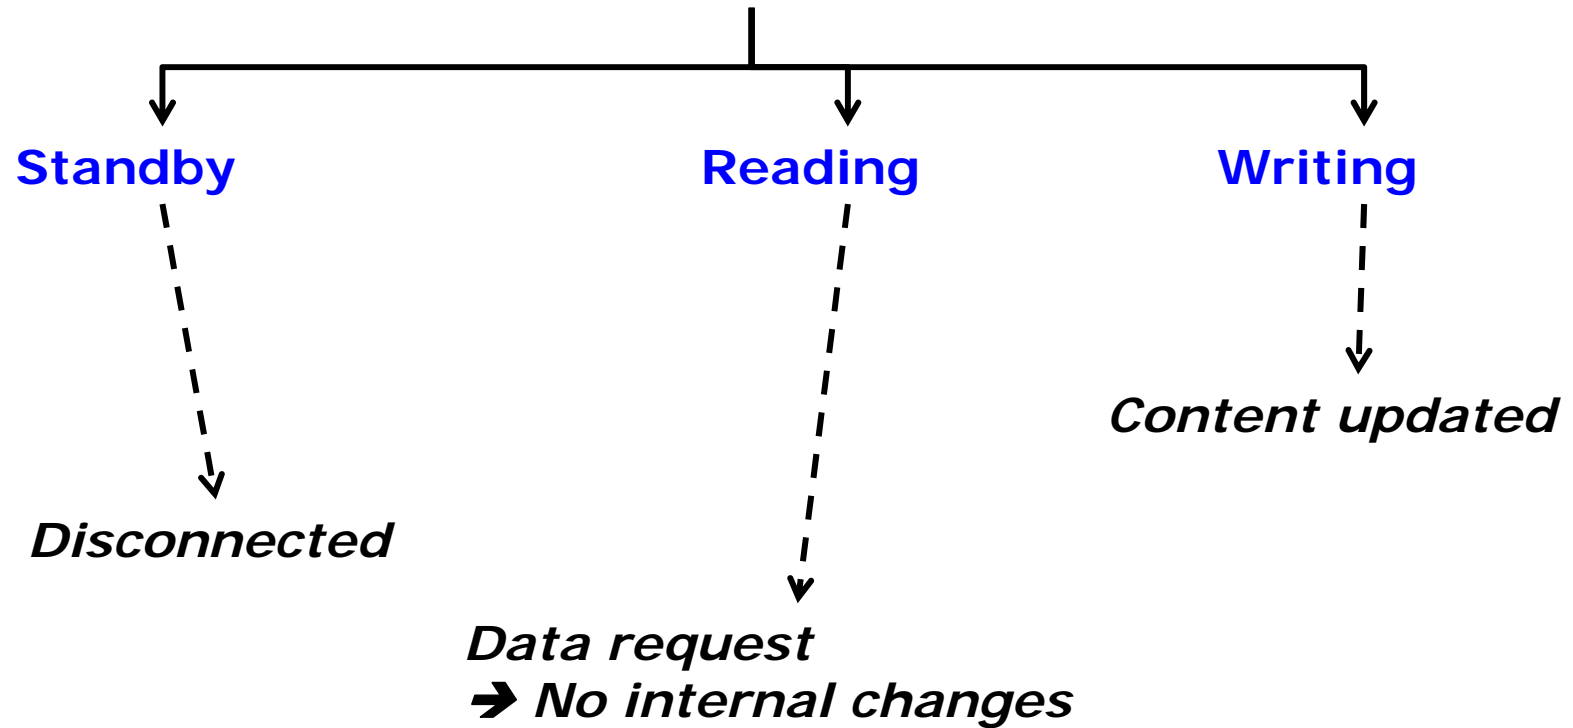 Standby
Reading
Writing
Content updated
Disconnected
Data request
➔ No internal changes